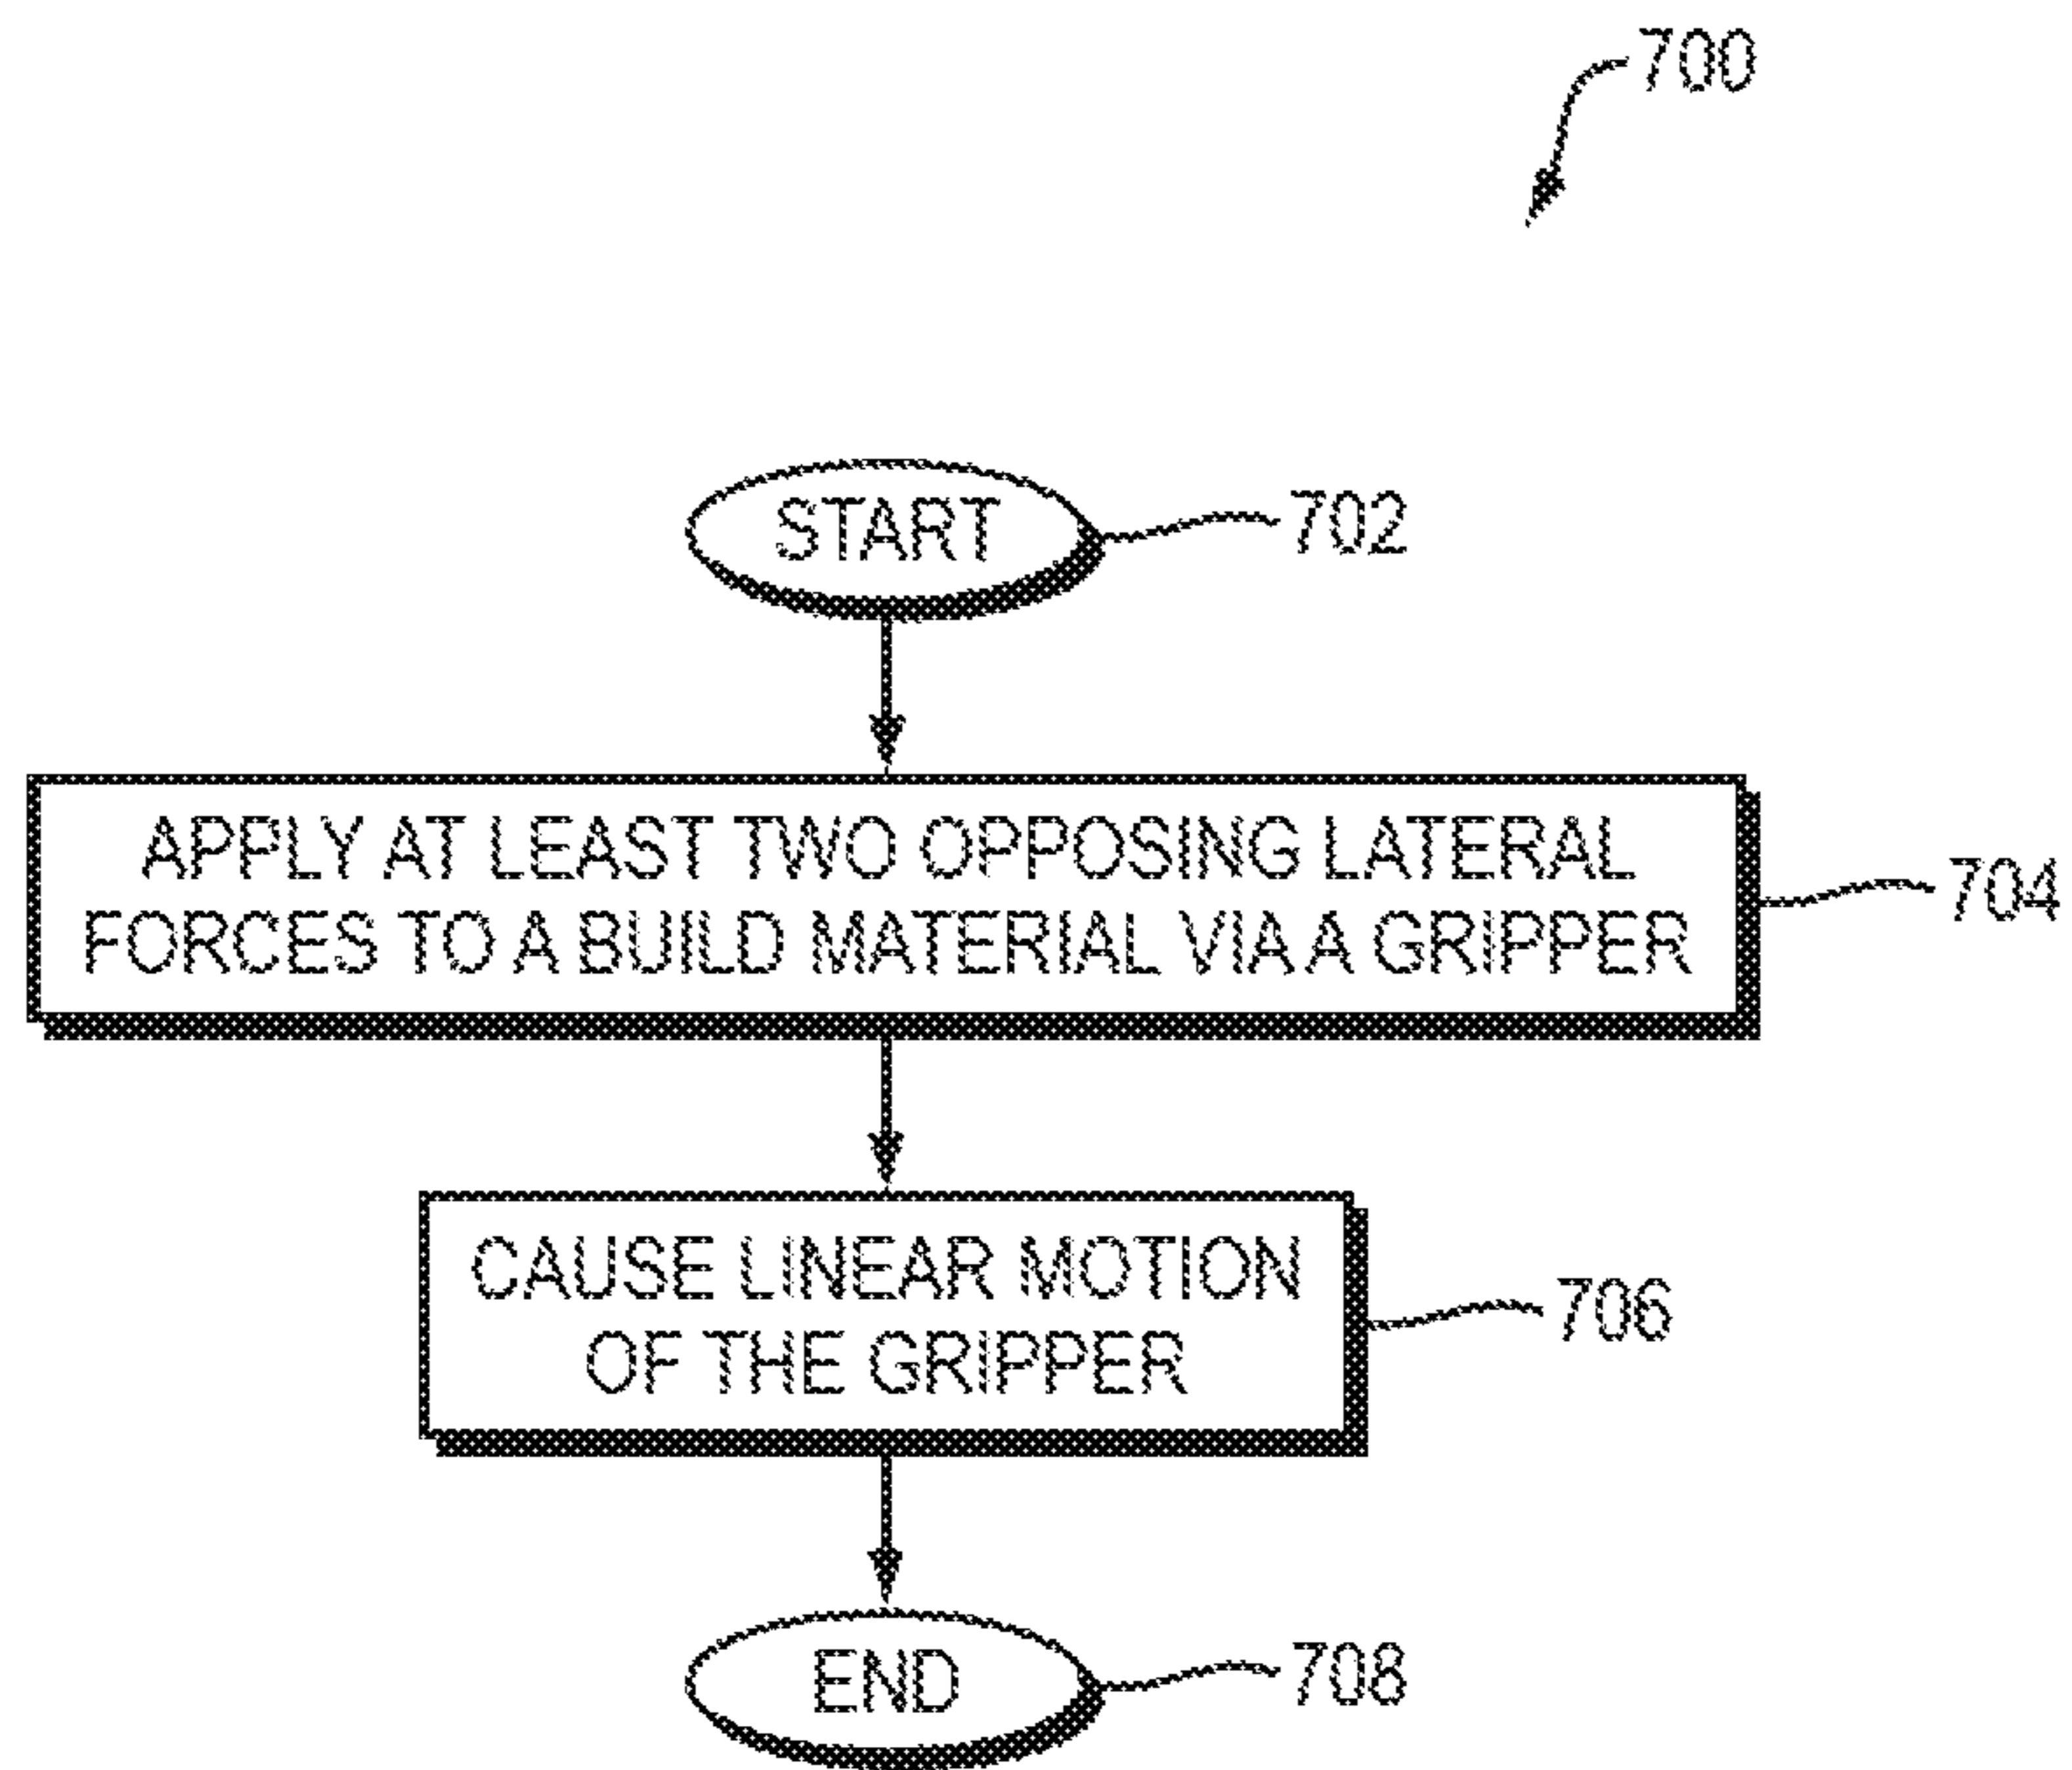 700
START
702
APPLY AT LEAST TWO OPPOSING LATERAL
FORCES TO A BUILD MATERIAL VIA A GRIPPER
704
CAUSE LINEAR MOTION
OF THE GRIPPER
706
END
708